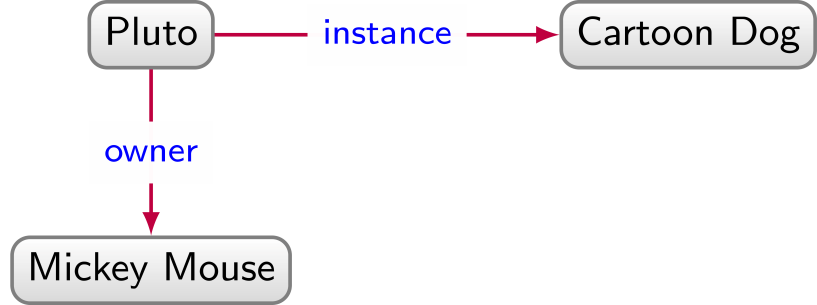 Pluto
instance
Cartoon Dog
owner
Mickey Mouse